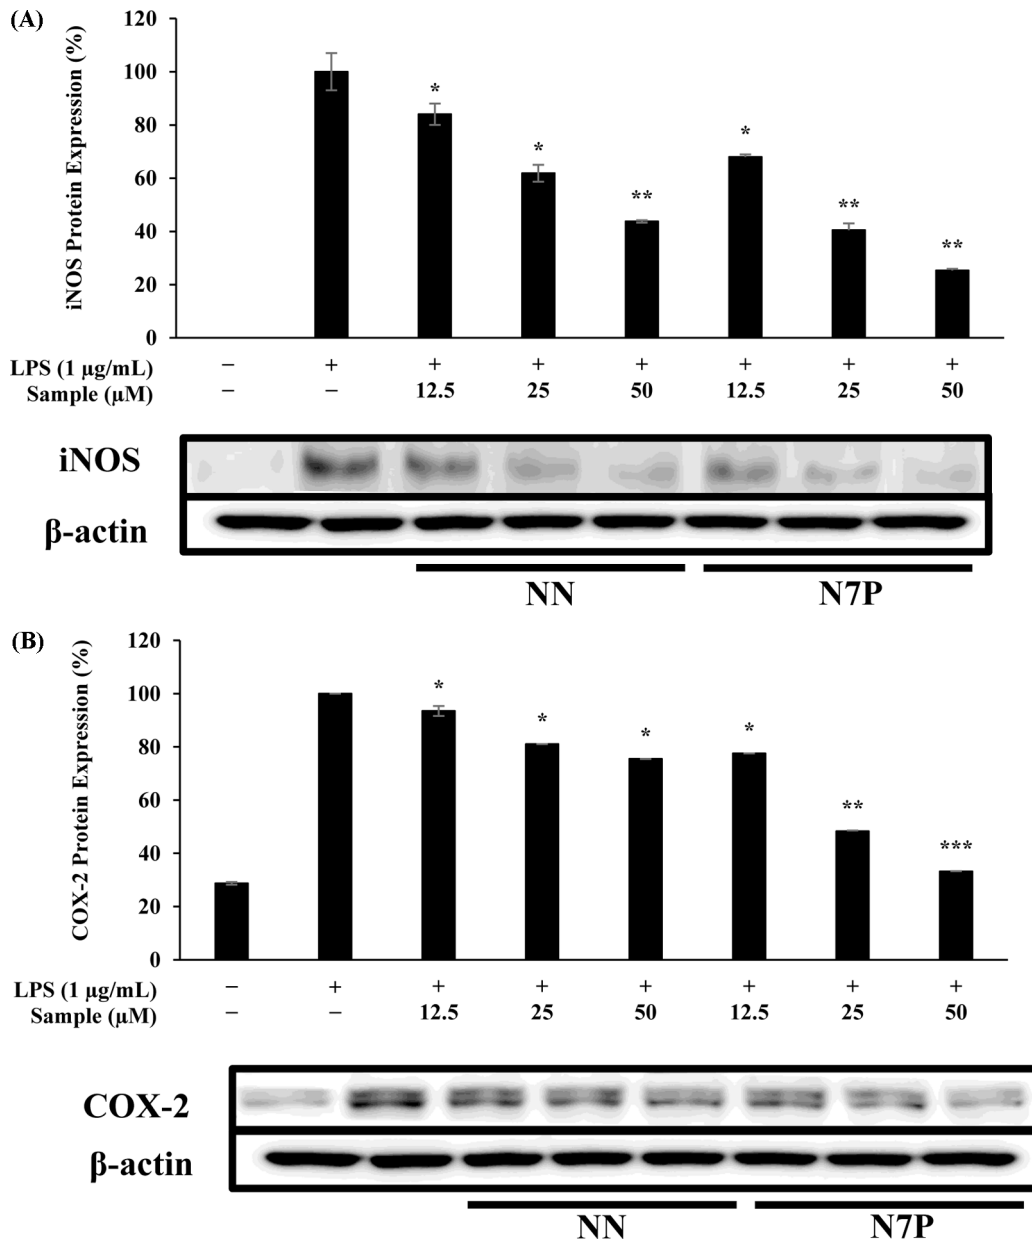 (A)
iNOS Protein Expression (%)
120
100
80
60
40
20
0
* * ** * ** **
LPS (1 μg/mL) – + + + + + + +
Sample (μM) – – 12.5 25 50 12.5 25 50
iNOS
β-actin
NN N7P
(B)
COX-2 Protein Expression (%)
120
100
80
60
40
20
0
* * * * ** ***
LPS (1 μg/mL) – + + + + + + +
Sample (μM) – – 12.5 25 50 12.5 25 50
COX-2
β-actin
NN N7P